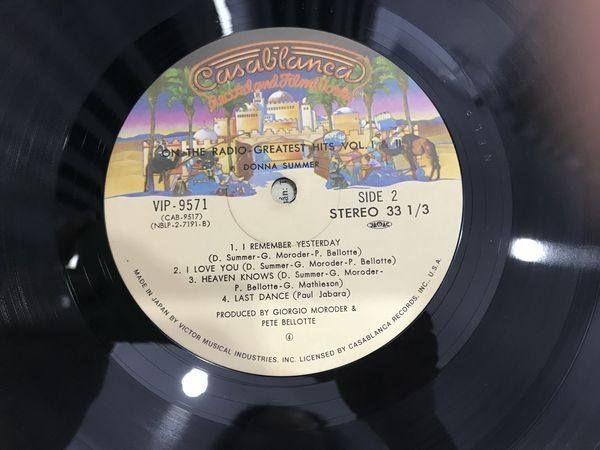 Casablanca
Record and FilmWorks
ON THE RADIO-GREATEST HITS VOL. I & II
DONNA SUMMER
VIP-9571
(CAB-9517)
(NBLP-2-7191-B)
SIDE 2
STEREO 33 1/3
1. I REMEMBER YESTERDAY
(D. Summer-G. Moroder-P. Bellotte)
2. I LOVE YOU (D. Summer-G. Moroder-P. Bellotte)
3. HEAVEN KNOWS (D. Summer-G. Moroder-
P. Bellotte-G. Mathieson)
4. LAST DANCE (Paul Jabara)
PRODUCED BY GIORGIO MORODER &
PETE BELLOTTE
MADE IN JAPAN BY VICTOR MUSICAL INDUSTRIES, INC. LICENSED BY CASABLANCA RECORDS, INC., U.S.A.